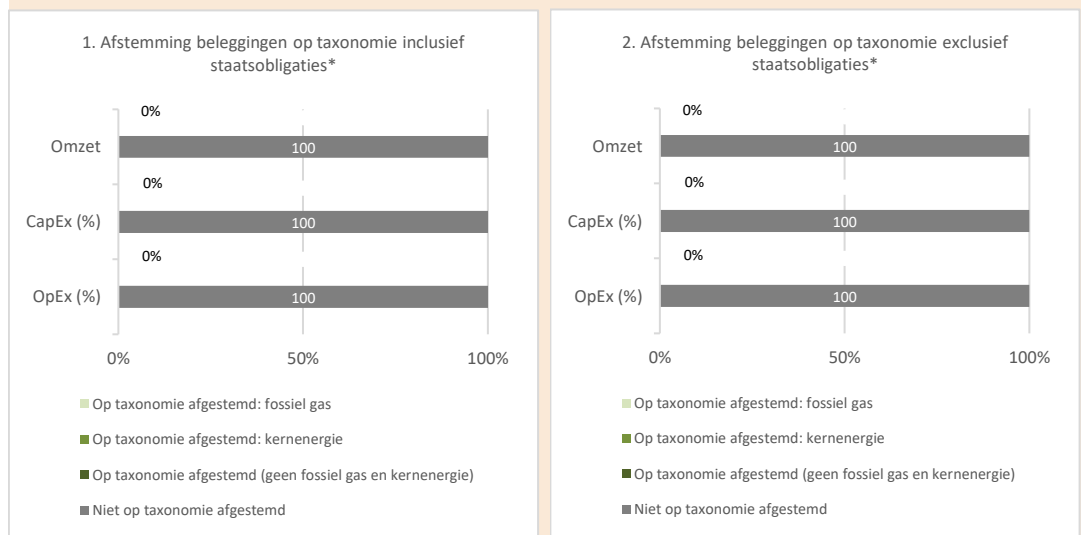 1. Afstemming beleggingen op taxonomie inclusief
staatsobligaties*
0%
Omzet
100
0%
CapEx (%)
100
0%
OpEx (%)
100
0%
50%
100%
Op taxonomie afgestemd: fossiel gas
Op taxonomie afgestemd: kernenergie
Op taxonomie afgestemd (geen fossiel gas en kernenergie)
Niet op taxonomie afgestemd
2. Afstemming beleggingen op taxonomie exclusief
staatsobligaties*
0%
Omzet
100
0%
CapEx (%)
100
0%
OpEx (%)
100
0%
50%
100%
Op taxonomie afgestemd: fossiel gas
Op taxonomie afgestemd: kernenergie
Op taxonomie afgestemd (geen fossiel gas en kernenergie)
Niet op taxonomie afgestemd